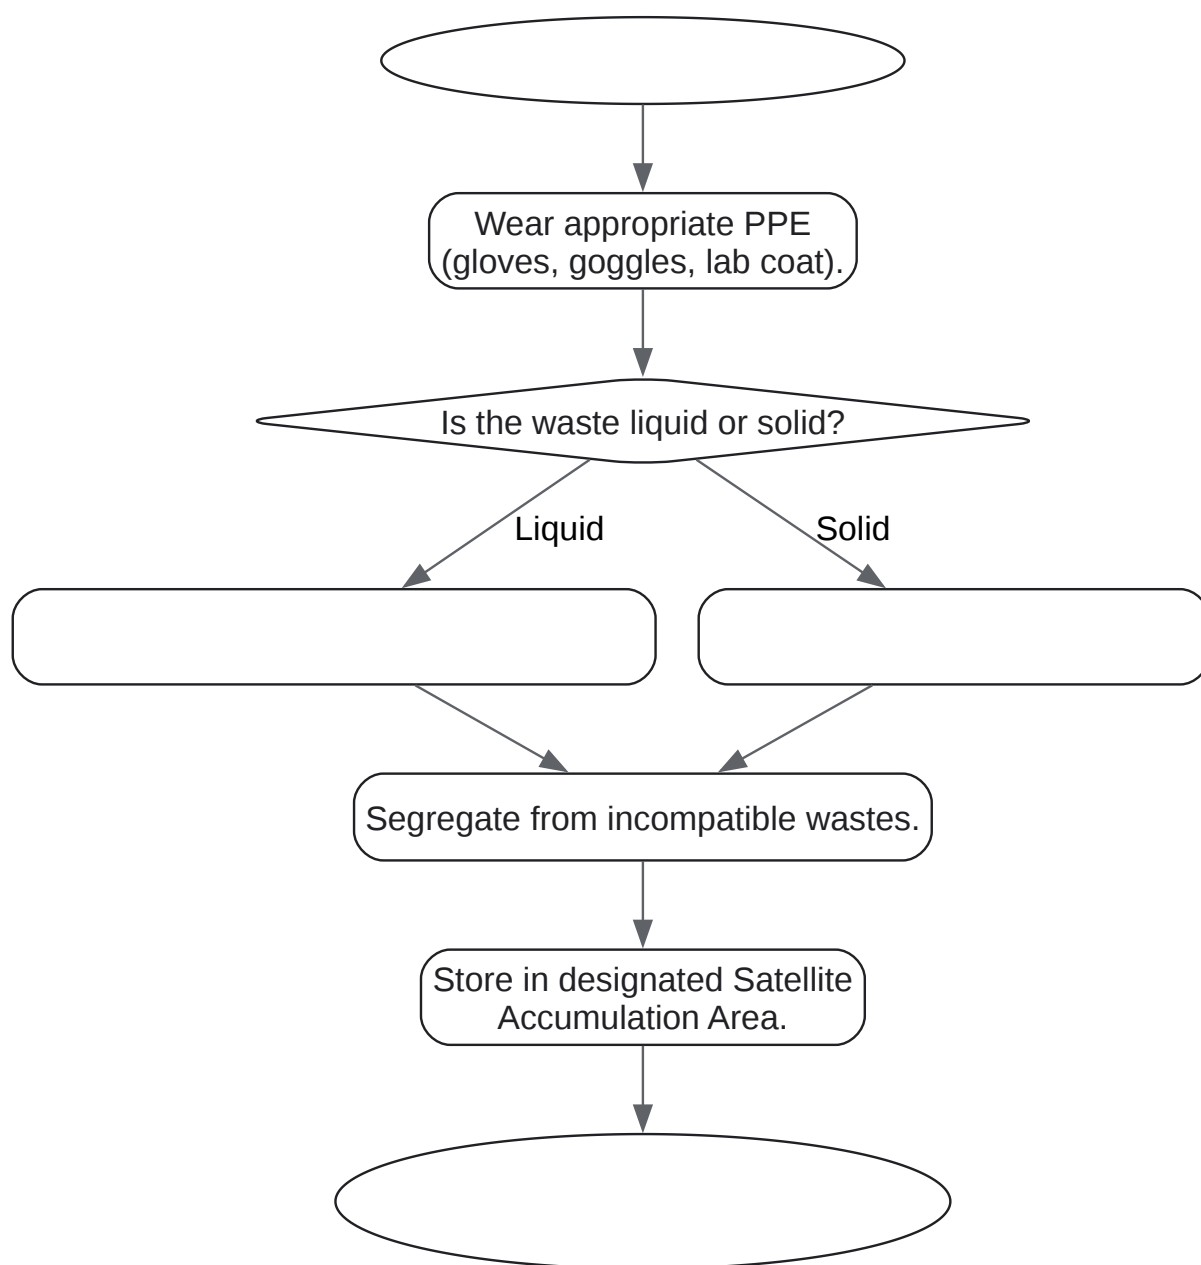 Wear appropriate PPE
(gloves, goggles, lab coat).
Is the waste liquid or solid?
Liquid
Solid
Segregate from incompatible wastes.
Store in designated Satellite
Accumulation Area.